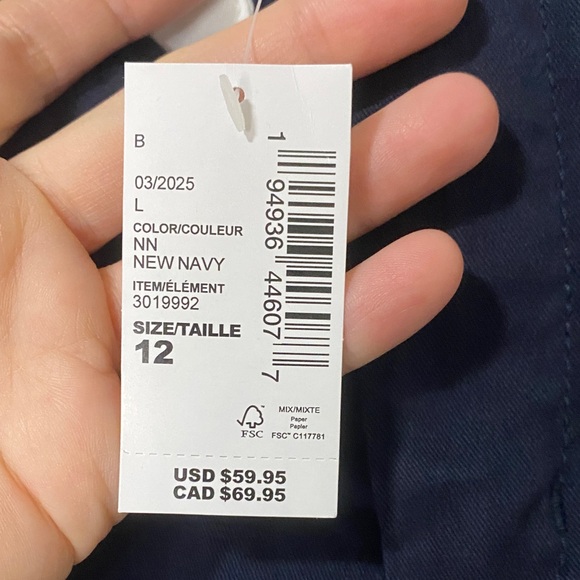 B
03/2025
L
COLOR/COULEUR
NN
NEW NAVY
ITEM/ÉLÉMENT
3019992
SIZE/TAILLE
12
1 94936 44607 7
FSC
MIX/MIXTE
Paper
Papier
FSC™ C117781
USD $59.95
CAD $69.95